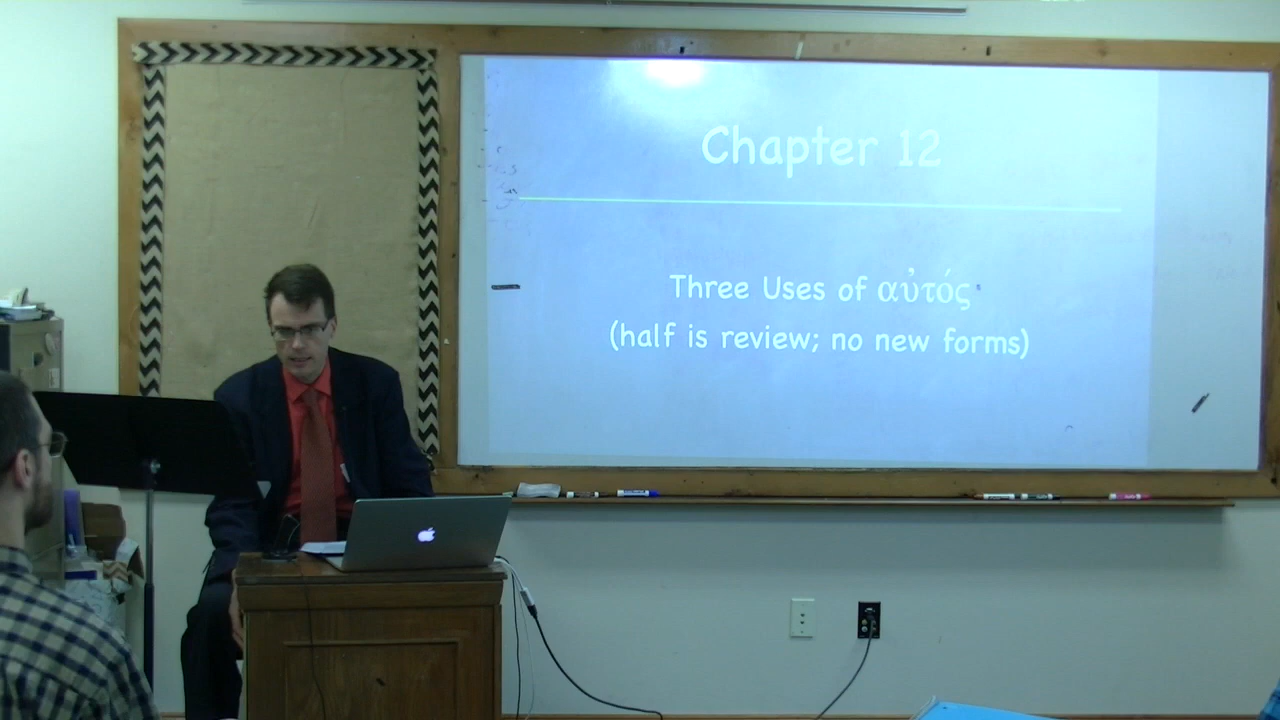 Chapter 12
Three Uses of αὐτός
(half is review; no new forms)